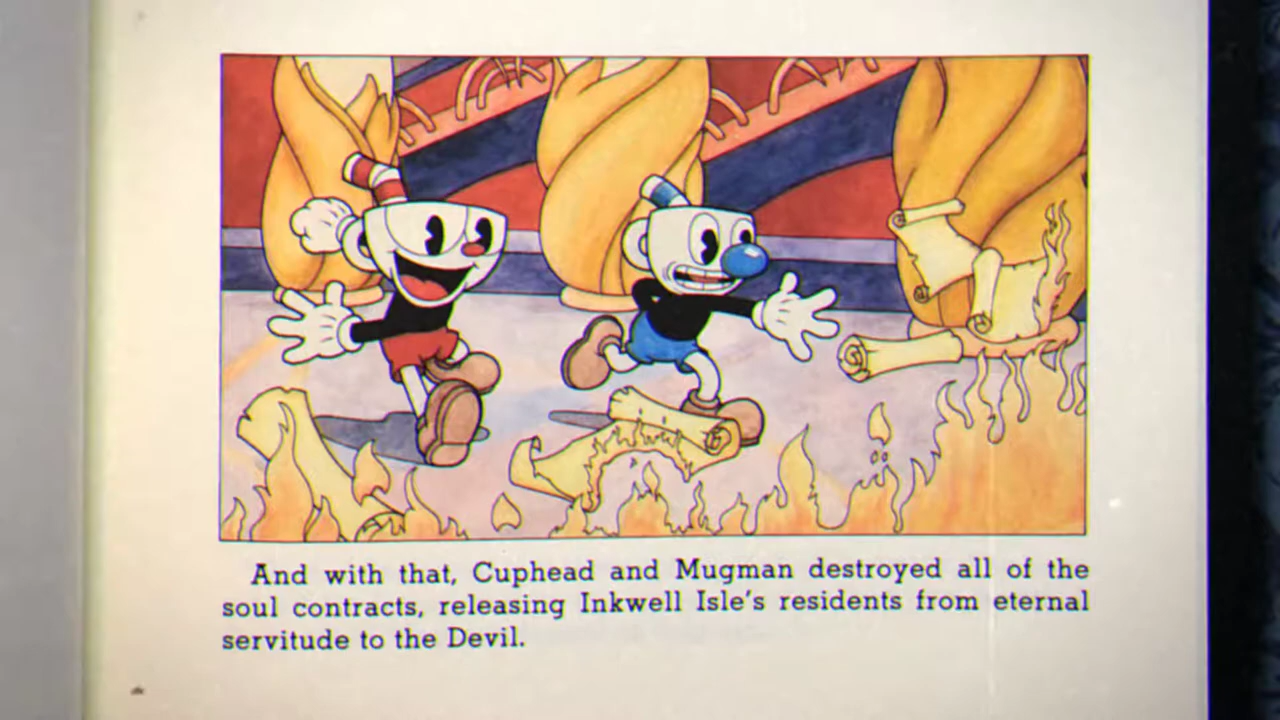 And with that, Cuphead and Mugman destroyed all of the
soul contracts, releasing Inkwell Isle's residents from eternal
servitude to the Devil.